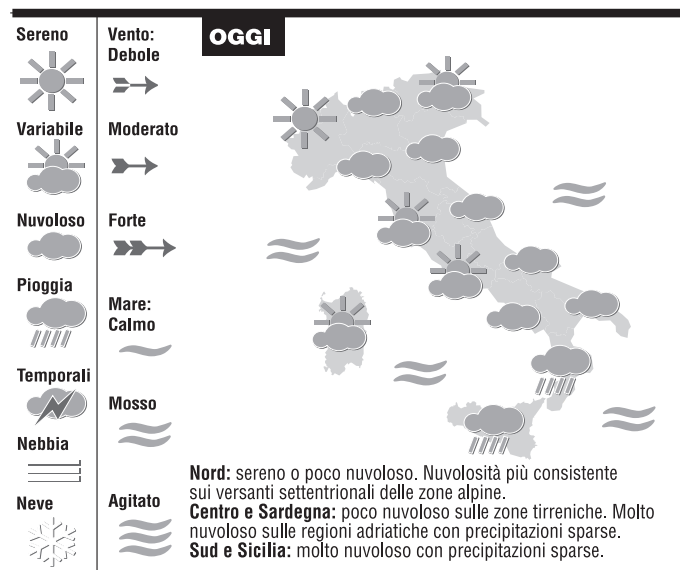 OGGI
Sereno
Variabile
Nuvoloso
Pioggia
Temporali
Nebbia
Neve
Vento:
Debole
Moderato
Forte
Mare:
Calmo
Mosso
Agitato
Nord: sereno o poco nuvoloso. Nuvolosità più consistente
sui versanti settentrionali delle zone alpine.
Centro e Sardegna: poco nuvoloso sulle zone tirreniche. Molto
nuvoloso sulle regioni adriatiche con precipitazioni sparse.
Sud e Sicilia: molto nuvoloso con precipitazioni sparse.